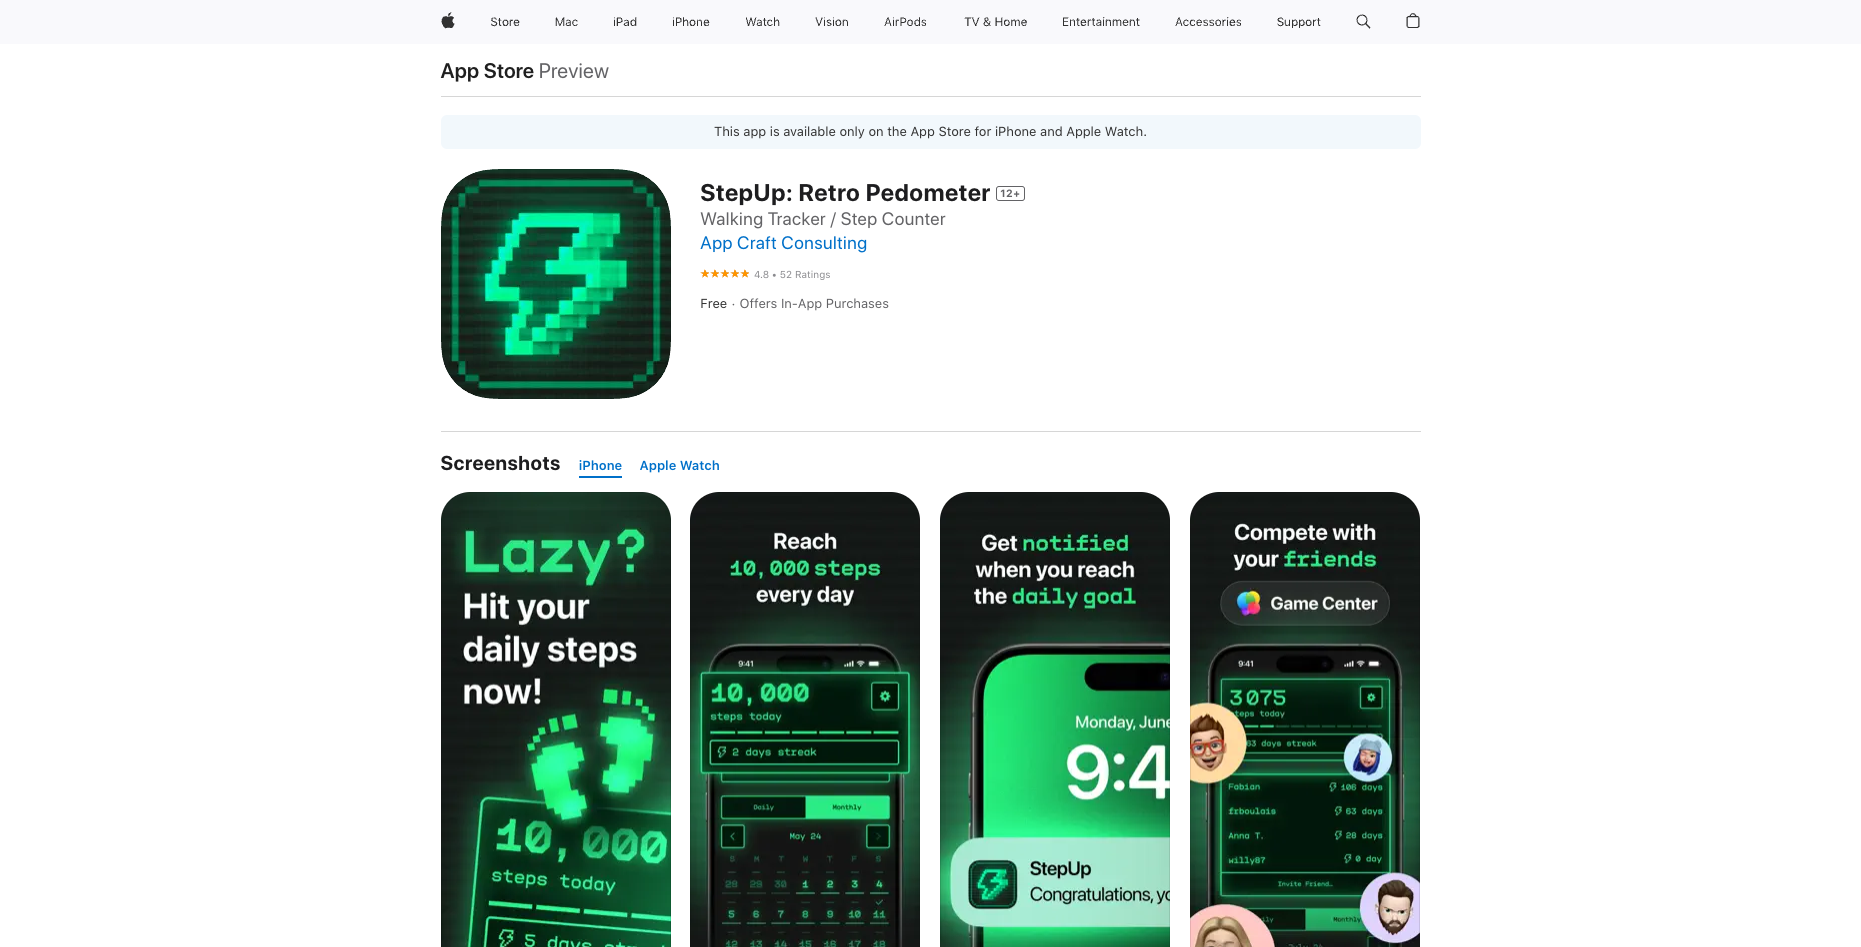 Store Mac iPad iPhone Watch Vision AirPods TV & Home Entertainment Accessories Support
App Store Preview
This app is available only on the App Store for iPhone and Apple Watch.
StepUp: Retro Pedometer 12+
Walking Tracker / Step Counter
App Craft Consulting
4.8 • 52 Ratings
Free · Offers In-App Purchases
Screenshots iPhone Apple Watch
Lazy?
Hit your
daily steps
now!
10,000
steps today
5 days
Reach
10,000 steps
every day
9:41
10,000
steps today
2 days streak
Daily Monthly
May 24
S M T W T F S
28 29 30 1 2 3 4
5 6 7 8 9 10 11
12 13 14 15 16 17 18
Get notified
when you reach
the daily goal
Monday, June
9:4
StepUp
Congratulations, yo
Compete with
your friends
Game Center
9:41
3075
steps today
63 days streak
Fabian 106 days
frboulais 63 days
Anna T. 28 days
willy87 0 day
Invite Friend…
Monthly